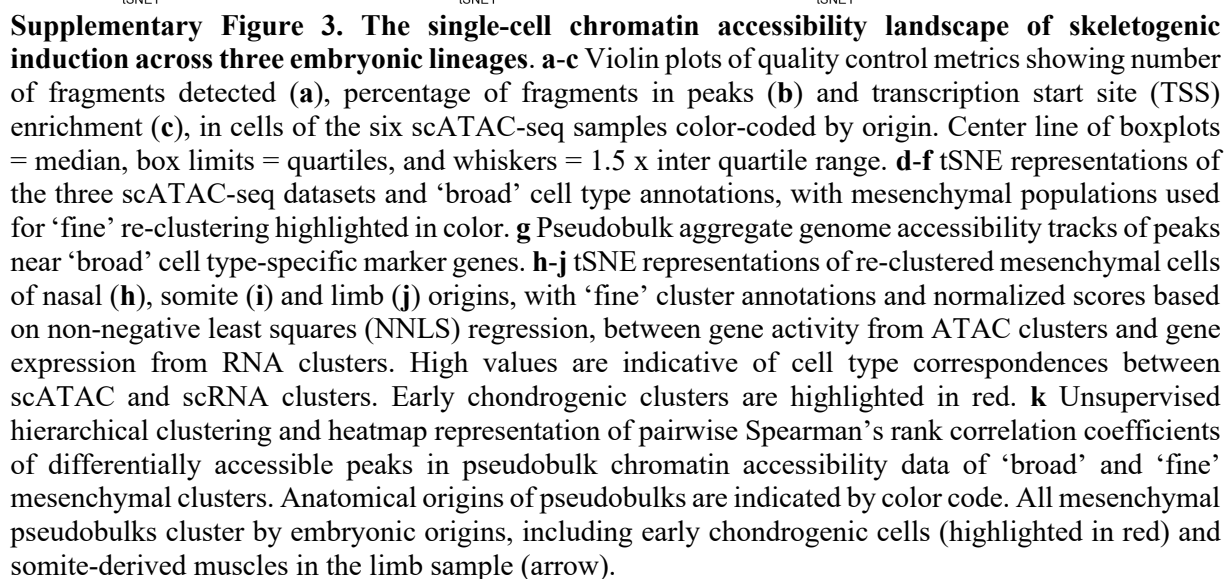 tSNE1 tSNE1 tSNE1
Supplementary Figure 3. The single-cell chromatin accessibility landscape of skeletogenic
induction across three embryonic lineages. a-c Violin plots of quality control metrics showing number
of fragments detected (a), percentage of fragments in peaks (b) and transcription start site (TSS)
enrichment (c), in cells of the six scATAC-seq samples color-coded by origin. Center line of boxplots
= median, box limits = quartiles, and whiskers = 1.5 x inter quartile range. d-f tSNE representations of
the three scATAC-seq datasets and ‘broad’ cell type annotations, with mesenchymal populations used
for ‘fine’ re-clustering highlighted in color. g Pseudobulk aggregate genome accessibility tracks of peaks
near ‘broad’ cell type-specific marker genes. h-j tSNE representations of re-clustered mesenchymal cells
of nasal (h), somite (i) and limb (j) origins, with ‘fine’ cluster annotations and normalized scores based
on non-negative least squares (NNLS) regression, between gene activity from ATAC clusters and gene
expression from RNA clusters. High values are indicative of cell type correspondences between
scATAC and scRNA clusters. Early chondrogenic clusters are highlighted in red. k Unsupervised
hierarchical clustering and heatmap representation of pairwise Spearman’s rank correlation coefficients
of differentially accessible peaks in pseudobulk chromatin accessibility data of ‘broad’ and ‘fine’
mesenchymal clusters. Anatomical origins of pseudobulks are indicated by color code. All mesenchymal
pseudobulks cluster by embryonic origins, including early chondrogenic cells (highlighted in red) and
somite-derived muscles in the limb sample (arrow).